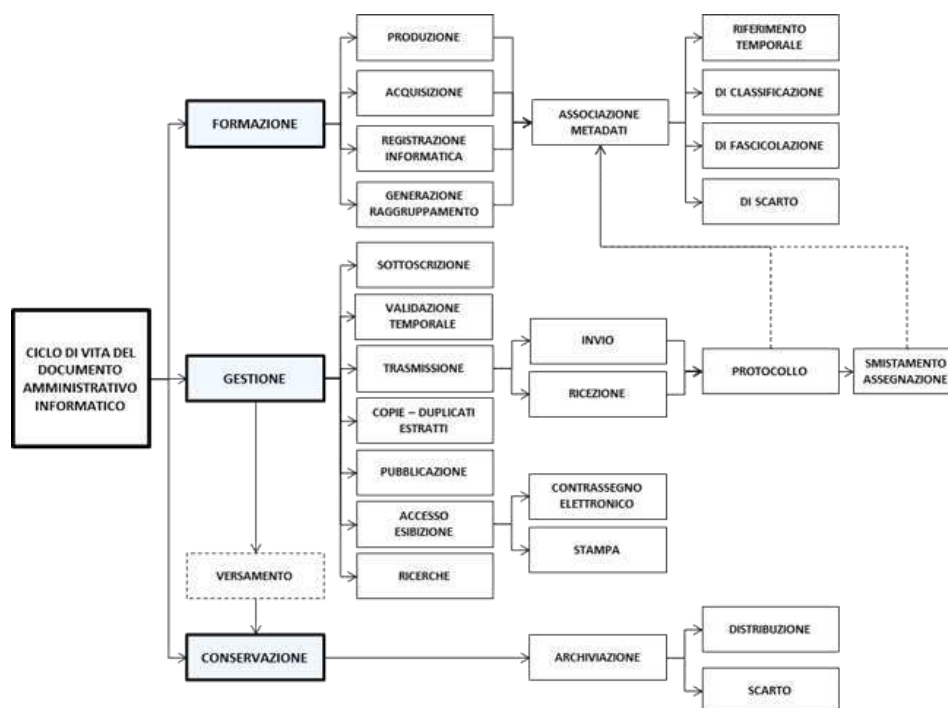 PRODUZIONE
RIFERIMENTO
TEMPORALE
ACQUISIZIONE
DI CLASSIFICAZIONE
FORMAZIONE
ASSOCIAZIONE
METADATI
REGISTRAZIONE
INFORMATICA
DI FASCICOLAZIONE
GENERAZIONE
RAGGRUPPAMENTO
DI SCARTO
SOTTOSCRIZIONE
VALIDAZIONE
TEMPORALE
CICLO DI VITA DEL
DOCUMENTO
AMMINISTRATIVO
INFORMATICO
GESTIONE
TRASMISSIONE
INVIO
RICEZIONE
PROTOCOLLO
SMISTAMENTO
ASSEGNAZIONE
COPIE – DUPLICATI
ESTRATTI
PUBBLICAZIONE
ACCESSO
ESIBIZIONE
CONTRASSEGNO
ELETTRONICO
STAMPA
VERSAMENTO
RICERCHE
CONSERVAZIONE
ARCHIVIAZIONE
DISTRIBUZIONE
SCARTO